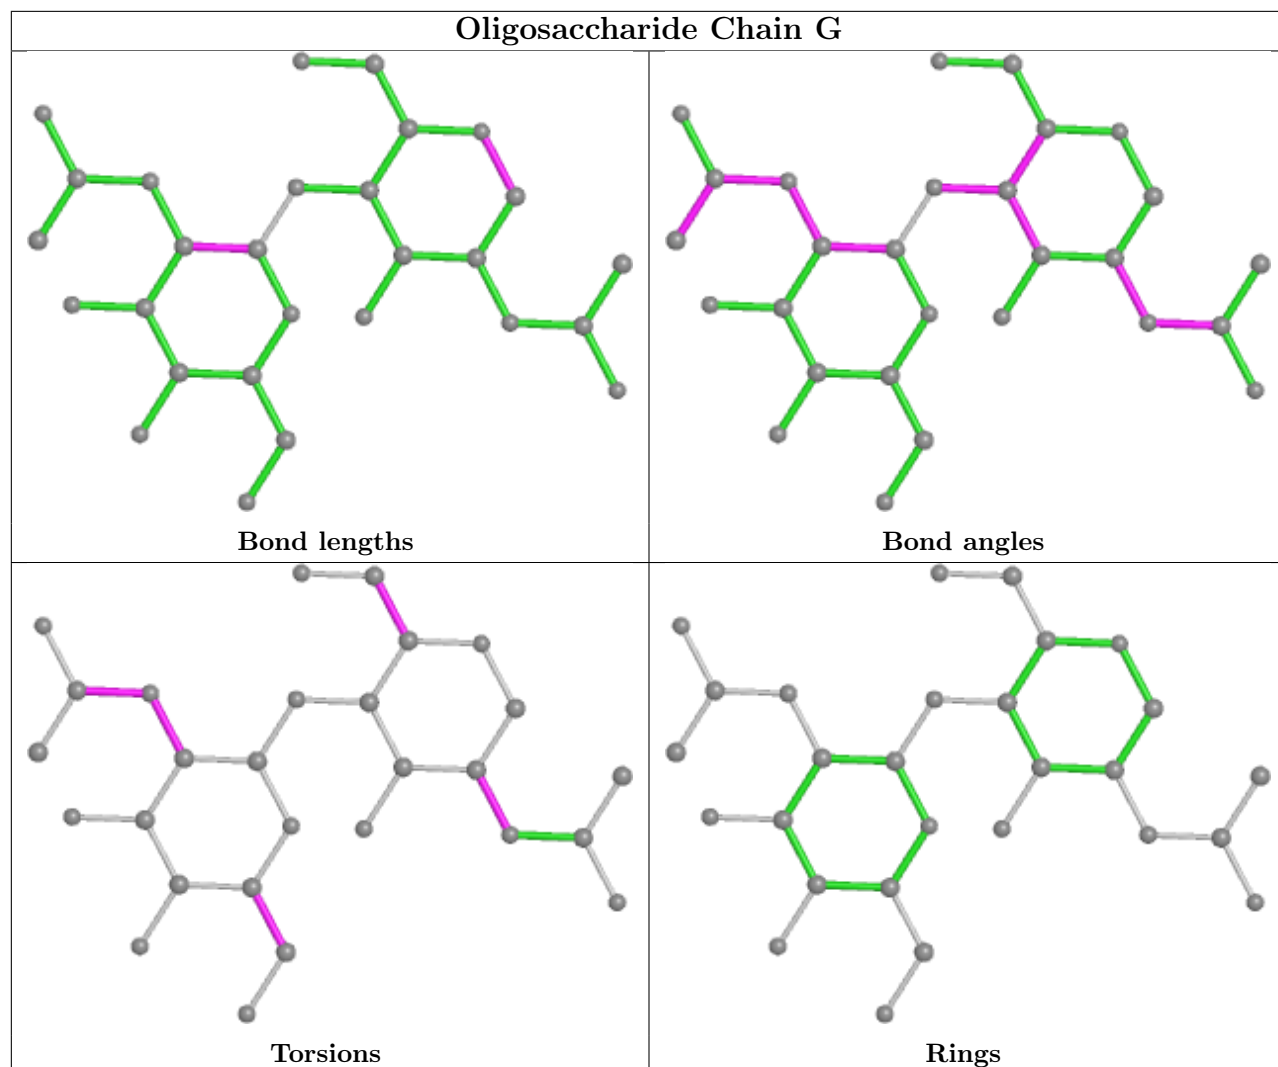 Oligosaccharide Chain G
Bond lengths
Bond angles
Torsions
Rings